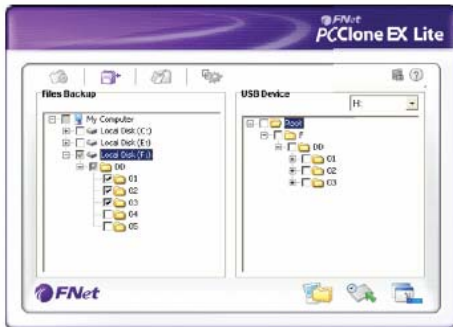 FNet
PCClone EX Lite
Files Backup
USB Device
H:
My Computer
Local Disk (C:)
Local Disk (E:)
Local Disk (F:)
DD
01
02
03
04
05
Root
F
DD
01
02
03
FNet